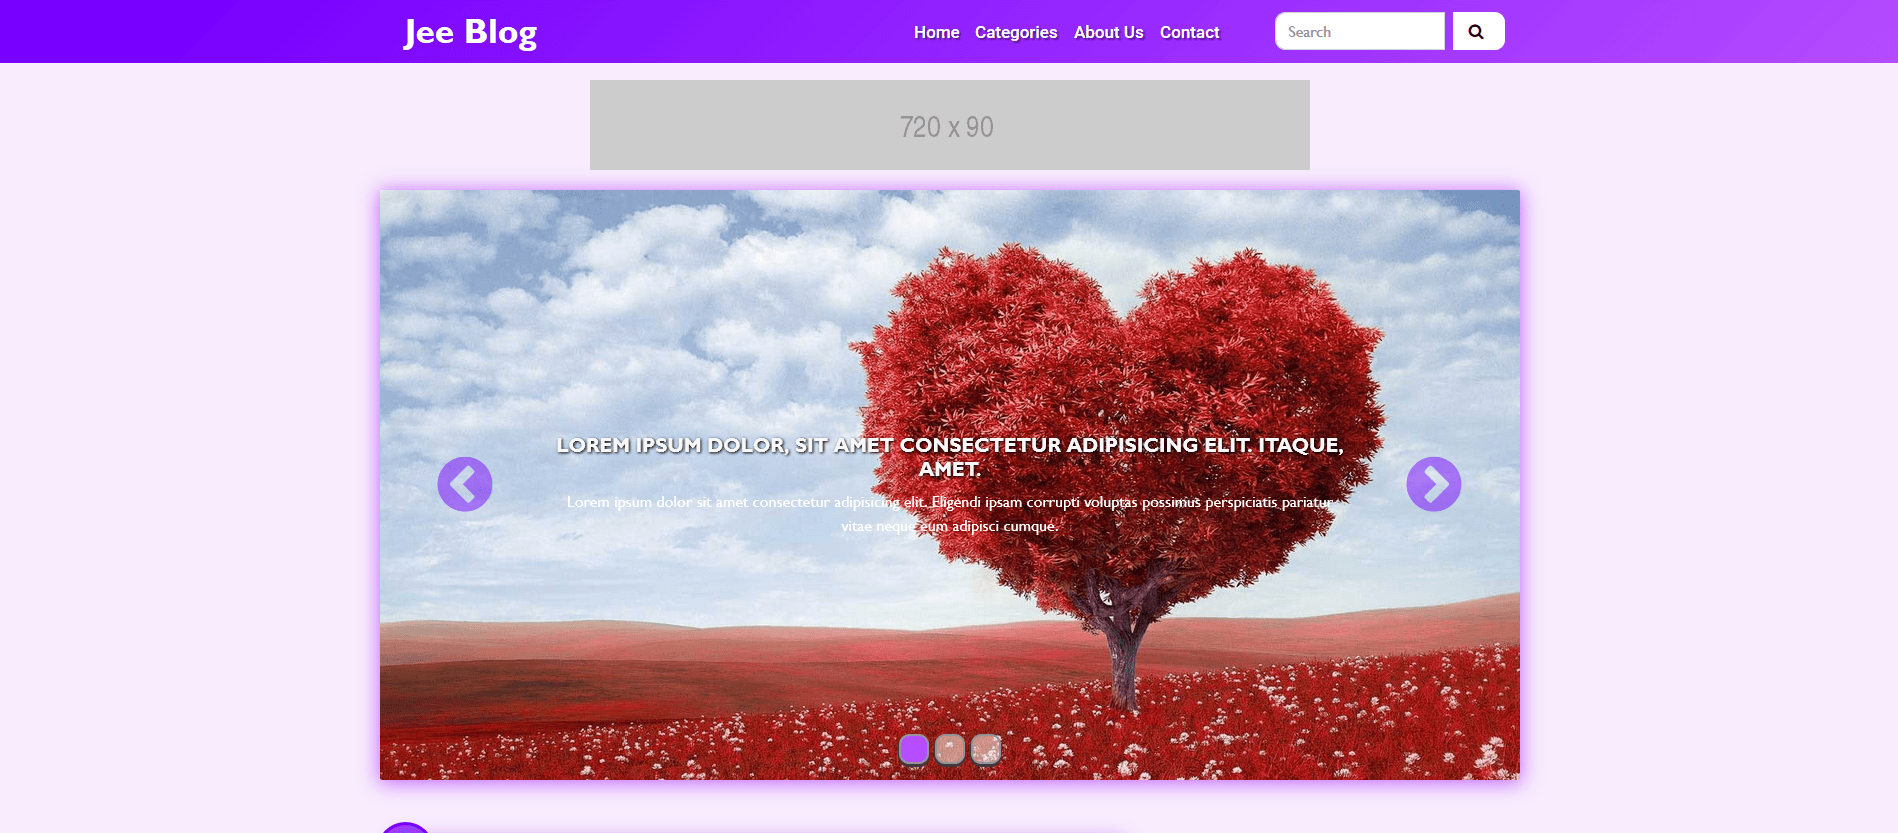 Jee Blog
Home Categories About Us Contact
Search
720 x 90
LOREM IPSUM DOLOR, SIT AMET CONSECTETUR ADIPISICING ELIT. ITAQUE,
AMET.
Lorem ipsum dolor sit amet consectetur adipisicing elit. Eligendi ipsam corrupti voluptas possimus perspiciatis pariatur
vitae neque eum adipisci cumque.